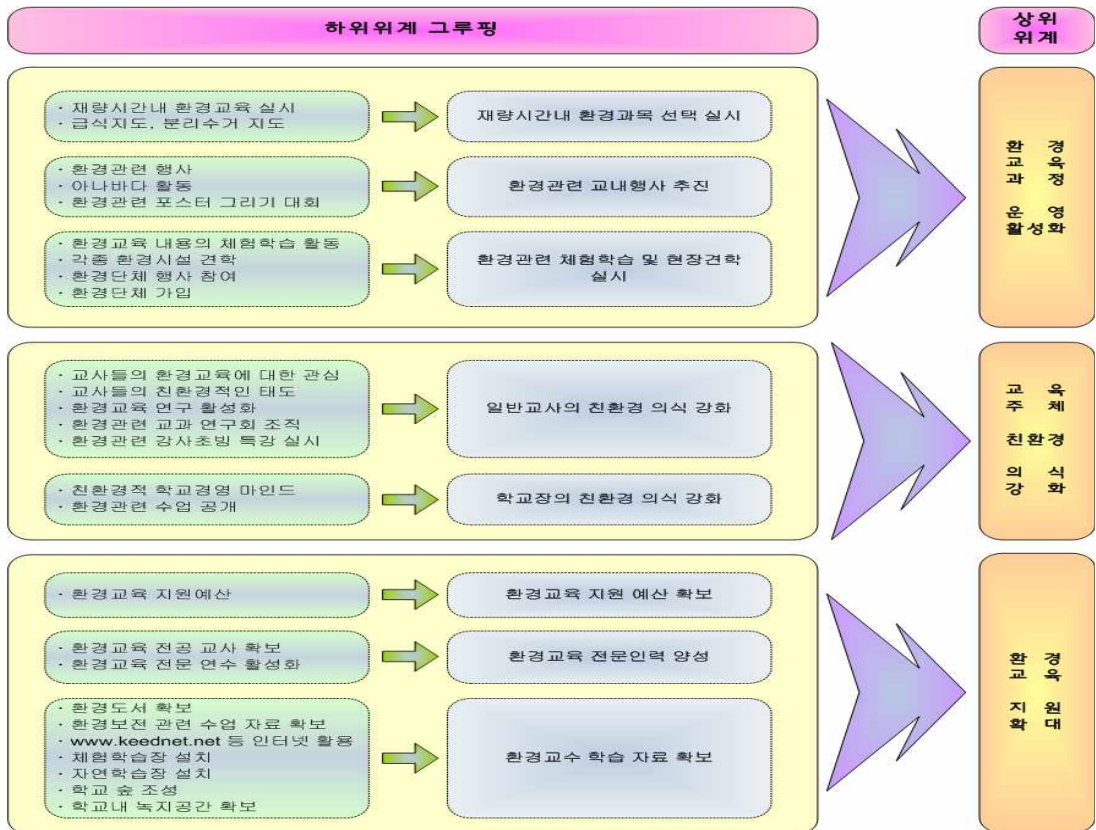 하위위계 그루핑
상위
위계
· 재량시간내 환경교육 실시
· 급식지도, 분리수거 지도
재량시간내 환경과목 선택 실시
· 환경관련 행사
· 아나바다 활동
· 환경관련 포스터 그리기 대회
환경관련 교내행사 추진
· 환경교육 내용의 체험학습 활동
· 각종 환경시설 견학
· 환경단체 행사 참여
· 환경단체 가입
환경관련 체험학습 및 현장견학
실시
환 경
교 육
과 정
운 영
활성화
· 교사들의 환경교육에 대한 관심
· 교사들의 친환경적인 태도
· 환경교육 연구 활성화
· 환경관련 교과 연구회 조직
· 환경관련 강사초빙 특강 실시
일반교사의 친환경 의식 강화
· 친환경적 학교경영 마인드
· 환경관련 수업 공개
학교장의 친환경 의식 강화
교 육
주 체
친환경
의 식
강 화
· 환경교육 지원예산
환경교육 지원 예산 확보
· 환경교육 전공 교사 확보
· 환경교육 전문 연수 활성화
환경교육 전문인력 양성
· 환경도서 확보
· 환경보전 관련 수업 자료 확보
· www.keednet.net 등 인터넷 활용
· 체험학습장 설치
· 자연학습장 설치
· 학교 숲 조성
· 학교내 녹지공간 확보
환경교수 학습 자료 확보
환 경
교 육
지 원
확 대